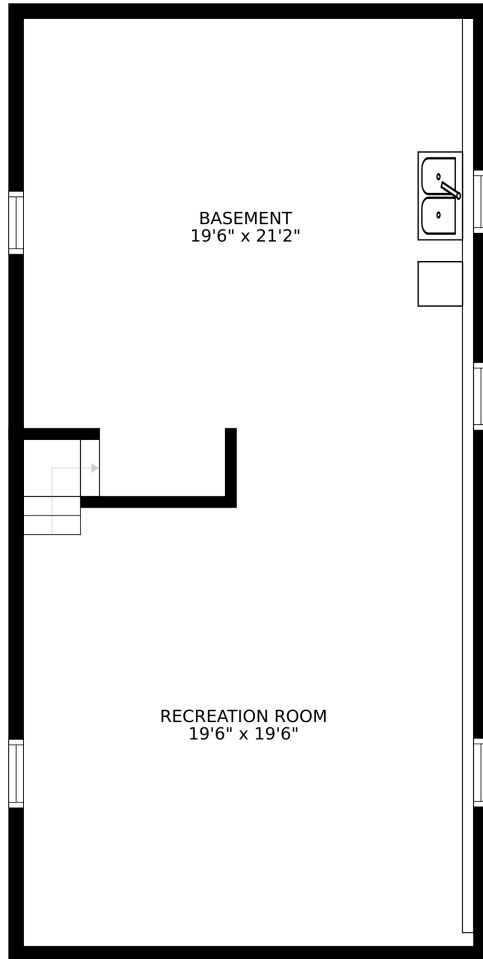 BASEMENT
19'6" x 21'2"
RECREATION ROOM
19'6" x 19'6"